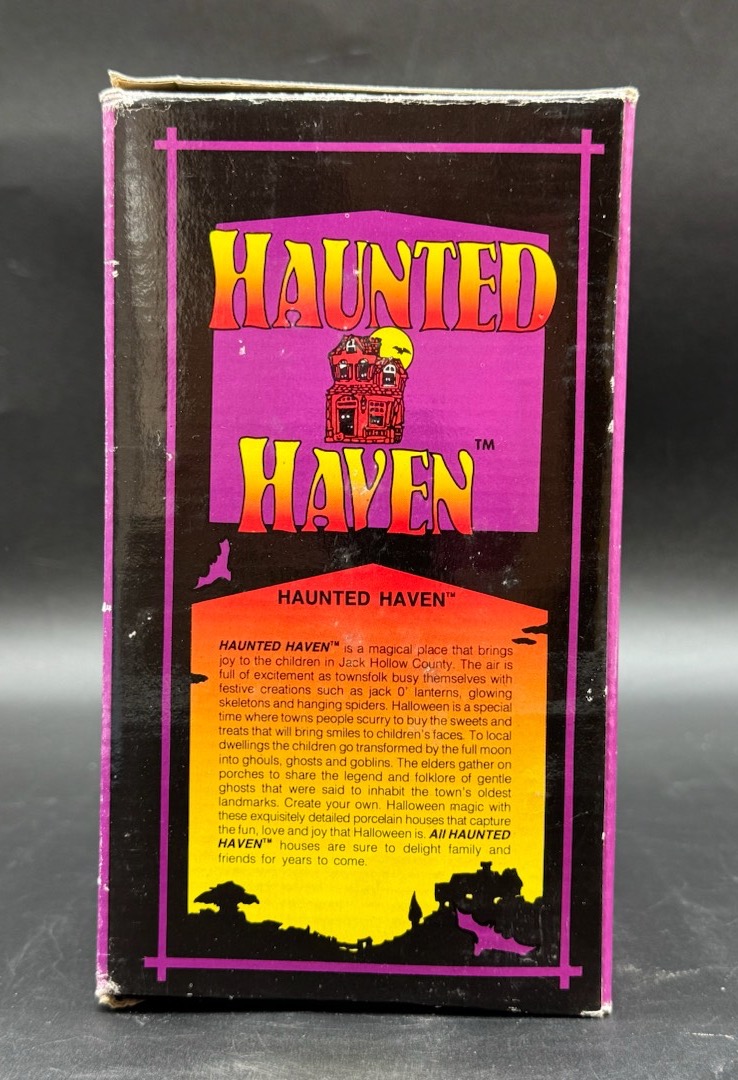 HAUNTED
HAVEN™
HAUNTED HAVEN™
HAUNTED HAVEN™ is a magical place that brings
joy to the children in Jack Hollow County. The air is
full of excitement as townsfolk busy themselves with
festive creations such as jack O' lanterns, glowing
skeletons and hanging spiders. Halloween is a special
time where towns people scurry to buy the sweets and
treats that will bring smiles to children's faces. To local
dwellings the children go transformed by the full moon
into ghouls, ghosts and goblins. The elders gather on
porches to share the legend and folklore of gentle
ghosts that were said to inhabit the town's oldest
landmarks. Create your own. Halloween magic with
these exquisitely detailed porcelain houses that capture
the fun, love and joy that Halloween is. All HAUNTED
HAVEN™ houses are sure to delight family and
friends for years to come.